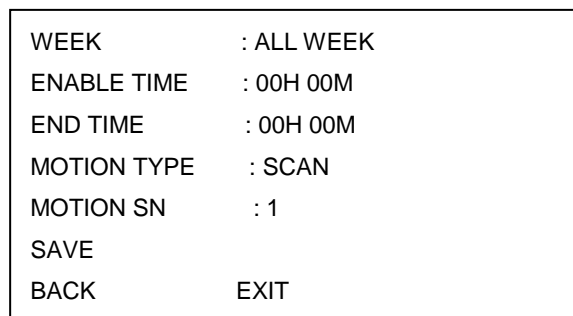 WEEK : ALL WEEK
ENABLE TIME : 00H 00M
END TIME : 00H 00M
MOTION TYPE : SCAN
MOTION SN : 1
SAVE
BACK EXIT